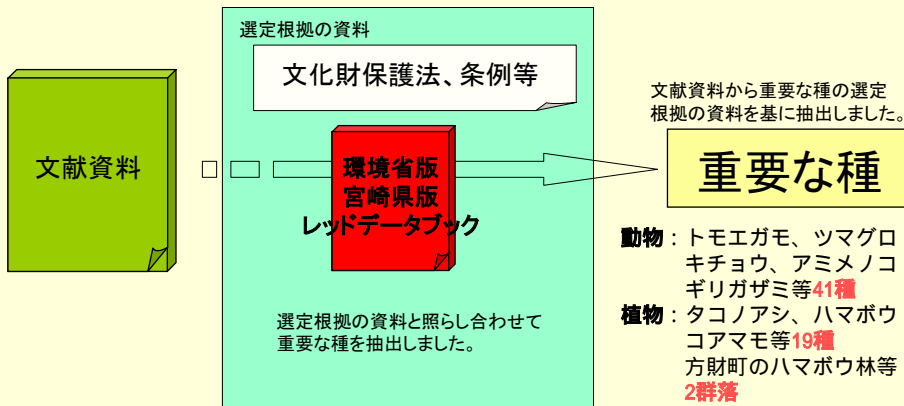 文献資料
選定根拠の資料
文化財保護法、条例等
環境省版
宮崎県版
レッドデータブック
選定根拠の資料と照らし合わせて
重要な種を抽出しました。
文献資料から重要な種の選定
根拠の資料を基に抽出しました。
重要な種
動物：トモエガモ、ツマグロ
キチョウ、アミメノコ
ギリガザミ等41種
植物：タコノアシ、ハマボウ
コアマモ等19種
方財町のハマボウ林等
2群落